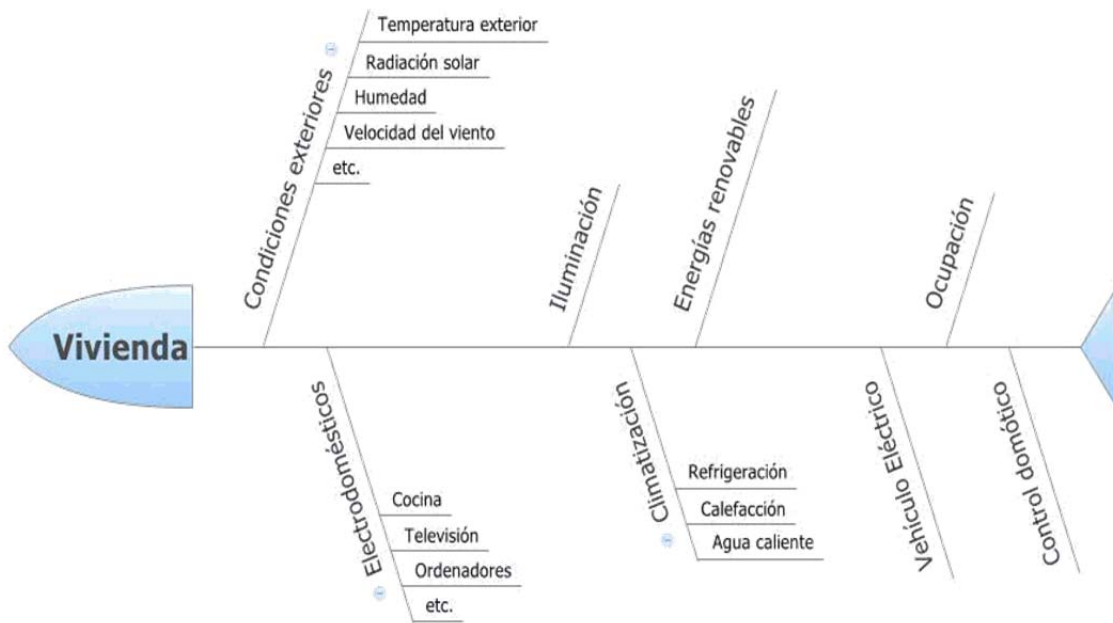 Temperatura exterior
Radiación solar
Humedad
Velocidad del viento
etc.
Condiciones exteriores
Iluminación
Energías renovables
Ocupación
Vivienda
Electrodomésticos
Cocina
Televisión
Ordenadores
etc.
Climatización
Refrigeración
Calefacción
Agua caliente
Vehículo Eléctrico
Control domótico